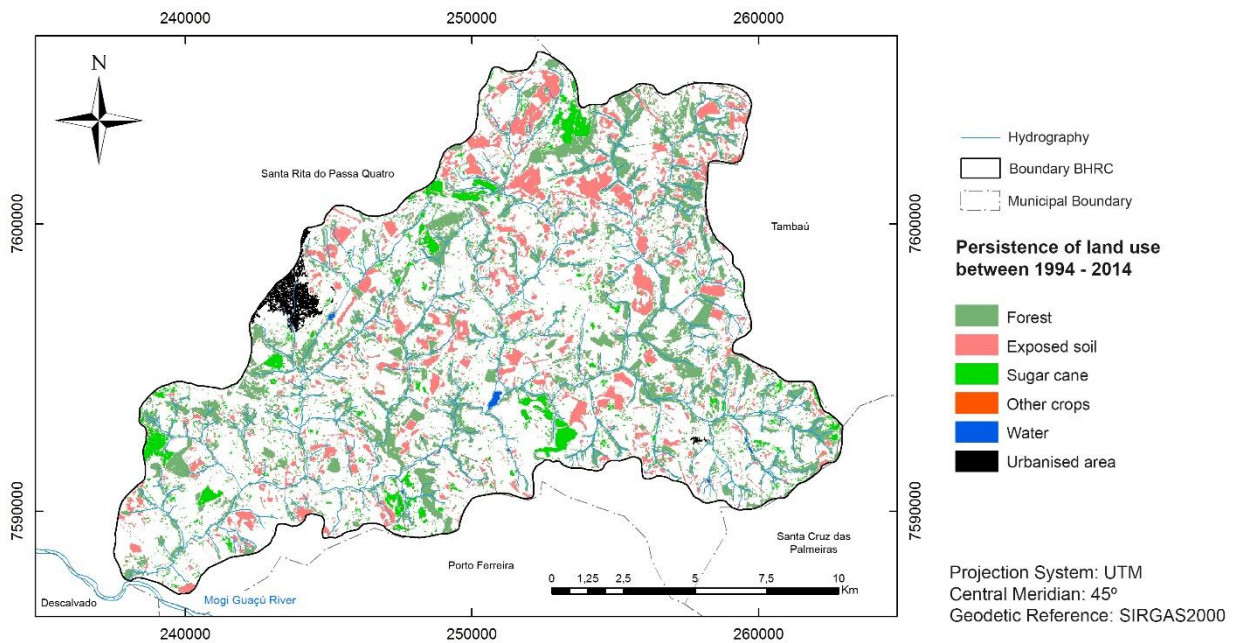 240000 250000 260000
N
Santa Rita do Passa Quatro
7600000
7600000
Tambaú
7590000
7590000
Santa Cruz das
Palmeiras
Porto Ferreira
0 1,25 2,5 5 7,5 10
Km
Descalvado
Mogi Guaçú River
240000 250000 260000
Hydrography
Boundary BHRC
Municipal Boundary
Persistence of land use
between 1994 - 2014
Forest
Exposed soil
Sugar cane
Other crops
Water
Urbanised area
Projection System: UTM
Central Meridian: 45º
Geodetic Reference: SIRGAS2000